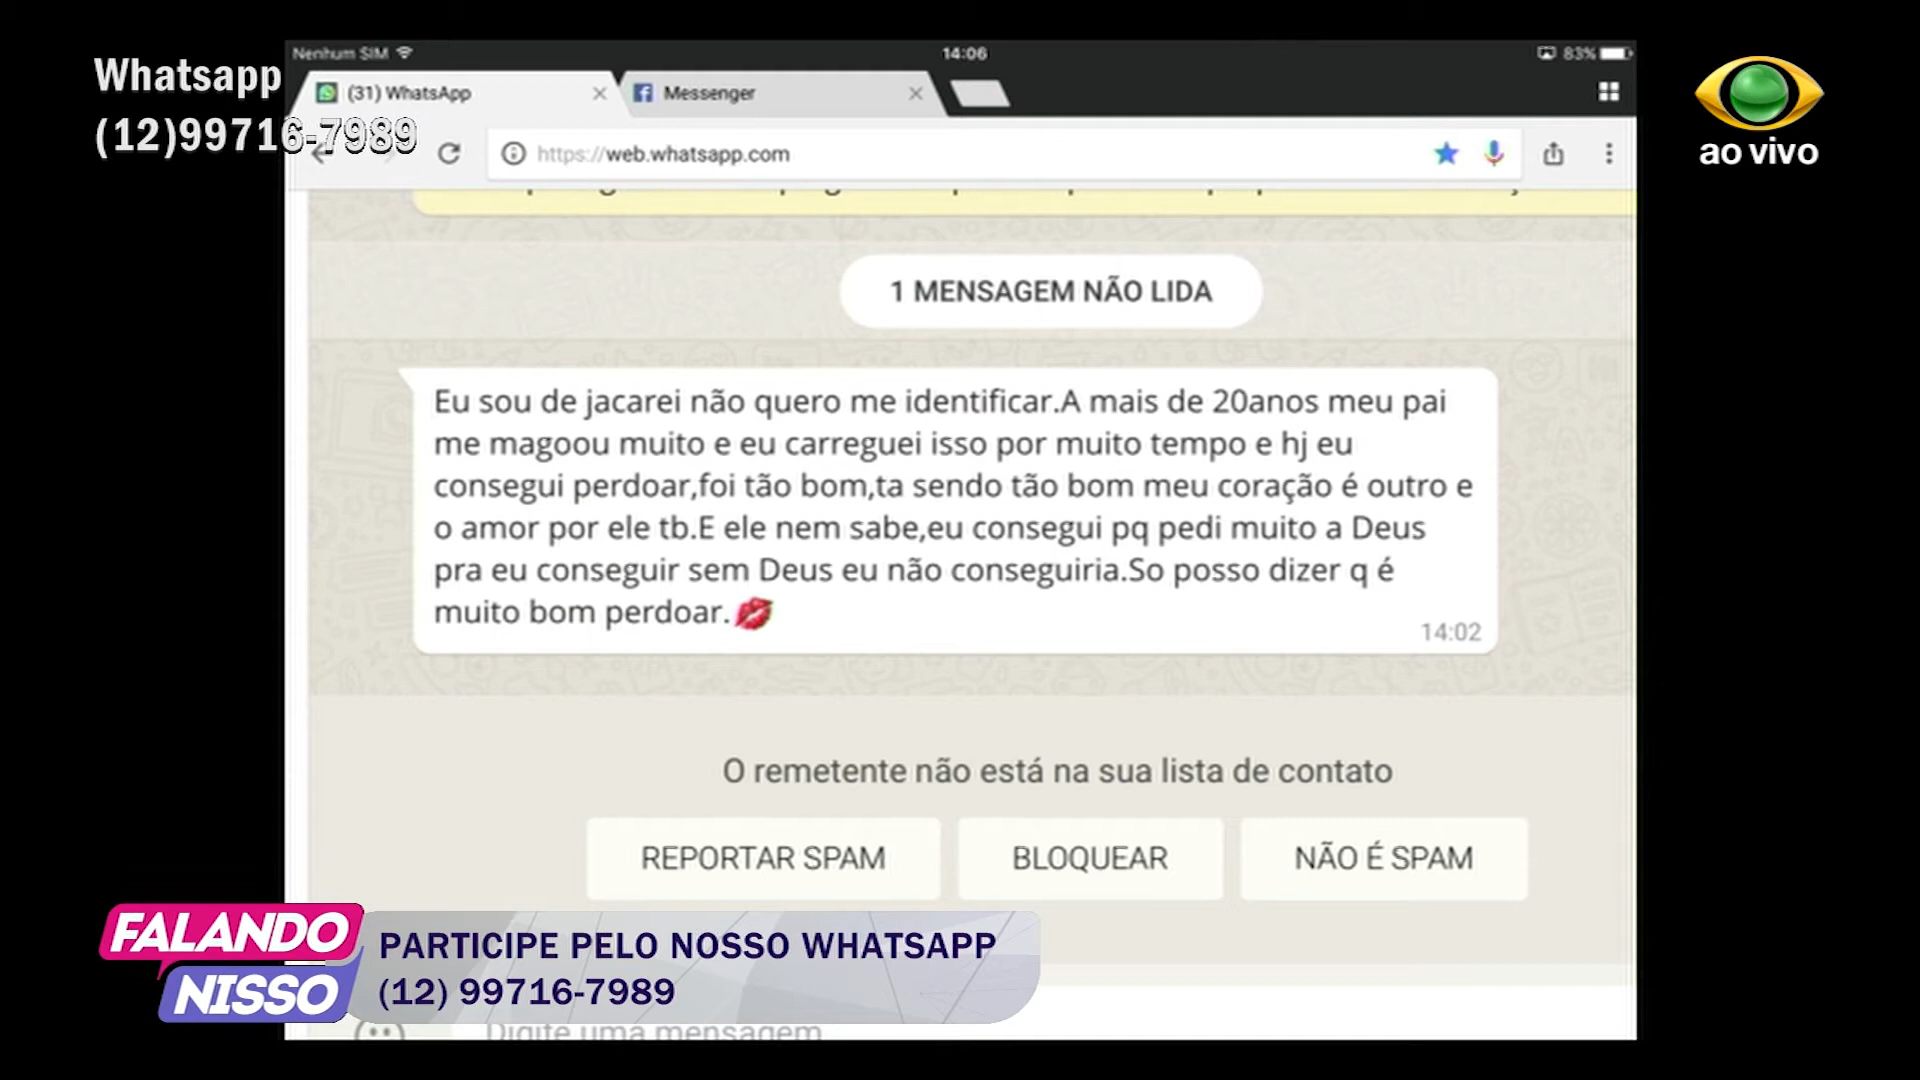 Whatsapp
(12)99716-7989
Nenhum SIM
14:06
83%
(31) WhatsApp
Messenger
https://web.whatsapp.com
ao vivo
1 MENSAGEM NÃO LIDA
Eu sou de jacarei não quero me identificar.A mais de 20anos meu pai
me magoou muito e eu carreguei isso por muito tempo e hj eu
consegui perdoar,foi tão bom,ta sendo tão bom meu coração é outro e
o amor por ele tb.E ele nem sabe,eu consegui pq pedi muito a Deus
pra eu conseguir sem Deus eu não conseguiria.So posso dizer q é
muito bom perdoar.💋
14:02
O remetente não está na sua lista de contato
REPORTAR SPAM
BLOQUEAR
NÃO É SPAM
FALANDO
NISSO
PARTICIPE PELO NOSSO WHATSAPP
(12) 99716-7989
Digite uma mensagem